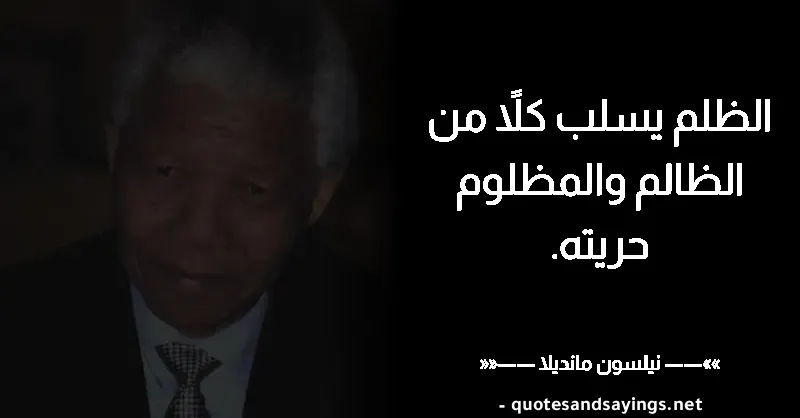 الظلم يسلب كلًا من
الظالم والمظلوم
حريته.
»»—— نيلسون مانديلا ——««
- quotesandsayings.net